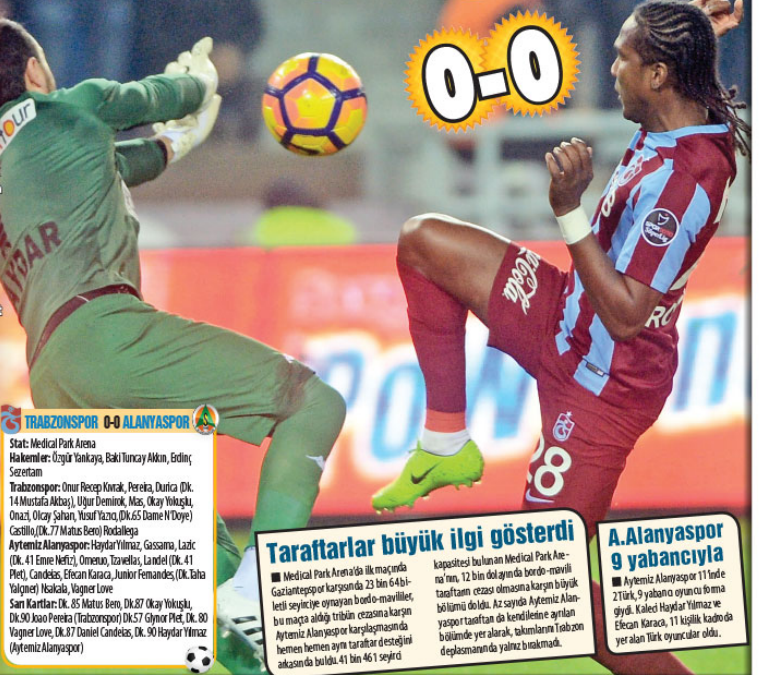 0-0
TRABZONSPOR 0-0 ALANYASPOR
Stat: Medical Park Arena
Hakemler: Özgür Yankaya, Baki Tuncay Akkın, Erdinç
Sezertam
Trabzonspor: Onur Recep Kıvrak, Pereira, Durica (Dk.
14 Mustafa Akbaş), Uğur Demirok, Mas, Okay Yokuşlu,
Onazi, Olcay Şahan, Yusuf Yazıcı, (Dk.65 Dame N'Doye)
Castillo,(Dk.77 Matus Bero) Rodallega
Aytemiz Alanyaspor: Haydar Yılmaz, Gassama, Lazic
(Dk. 41 Emre Nefiz), Omeruo, Tzavellas, Landel (Dk. 41
Plet), Candeias, Efecan Karaca, Junior Fernandes, (Dk.Taha
Yalçıner) Nsakala, Vagner Love
Sarı Kartlar: Dk. 85 Matus Bero, Dk.87 Okay Yokuşlu,
Dk.90 Joao Pereira (Trabzonspor) Dk.57 Glynor Plet, Dk. 80
Vagner Love, Dk.87 Daniel Candeias, Dk. 90 Haydar Yılmaz
(Aytemiz Alanyaspor)
Taraftarlar büyük ilgi gösterdi
Medical Park Arena'da ilk maçında
Gaziantepspor karşısında 23 bin 64 bi-
letli seyirciye oynayan bordo-mavililer,
bu maçta aldığı tribün cezasına karşın
Aytemiz Alanyaspor karşılaşmasında
hemen hemen aynı taraftar desteğini
arkasında buldu. 41 bin 461 seyirci
kapasitesi bulunan Medical Park Are-
na'nın, 12 bin dolayında bordo-mavili
taraftarın cezası olmasına karşın büyük
bölümü doldu. Az sayıda Aytemiz Alan-
yaspor taraftarı da kendilerine ayrılan
bölümde yer alarak, takımlarını Trabzon
deplasmanında yalnız bırakmadı.
A.Alanyaspor
9 yabancıyla
Aytemiz Alanyaspor 11'inde
2 Türk, 9 yabancı oyuncu forma
giydi. Kaleci Haydar Yılmaz ve
Efecan Karaca, 11 kişilik kadroda
yer alan Türk oyuncular oldu.
28